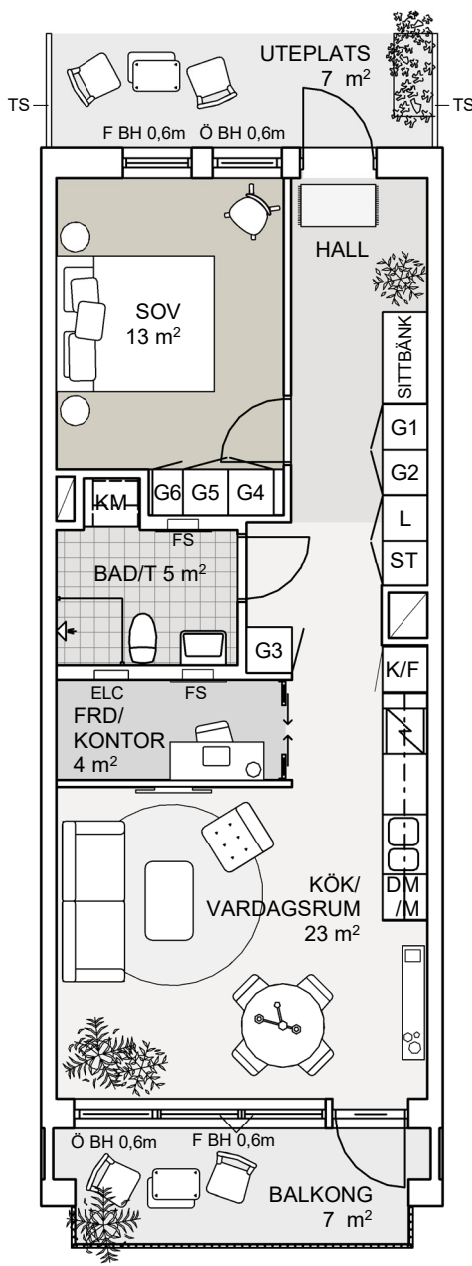 UTEPLATS
7 m²
TS
TS
F BH 0,6m
Ö BH 0,6m
HALL
SOV
13 m²
SITTBÄNK
G1
G2
L
ST
G6
G5
G4
KM
FS
BAD/T 5 m²
G3
K/F
ELC
FS
FRD/
KONTOR
4 m²
KÖK/
VARDAGSRUM
23 m²
DM
/M
Ö BH 0,6m
F BH 0,6m
BALKONG
7 m²